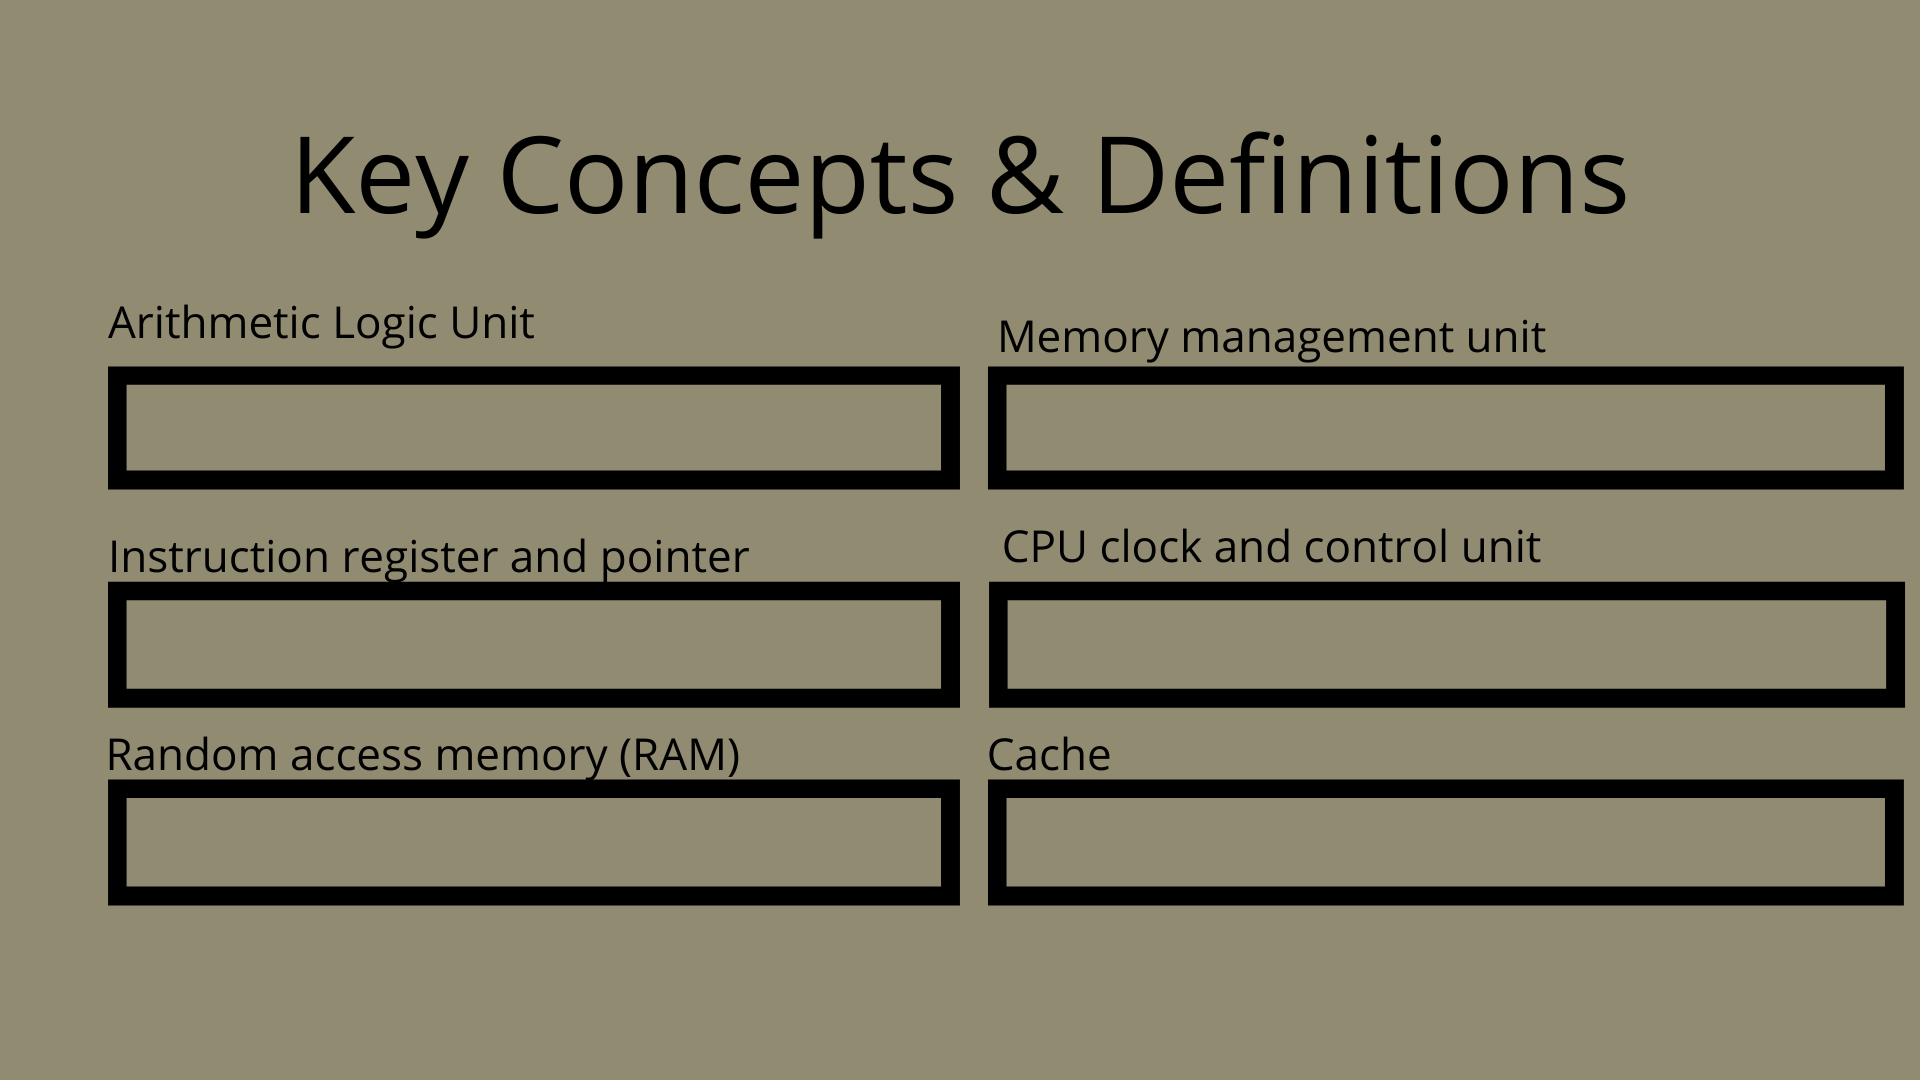 Key Concepts & Definitions
Arithmetic Logic Unit
Memory management unit
Instruction register and pointer
CPU clock and control unit
Random access memory (RAM)
Cache